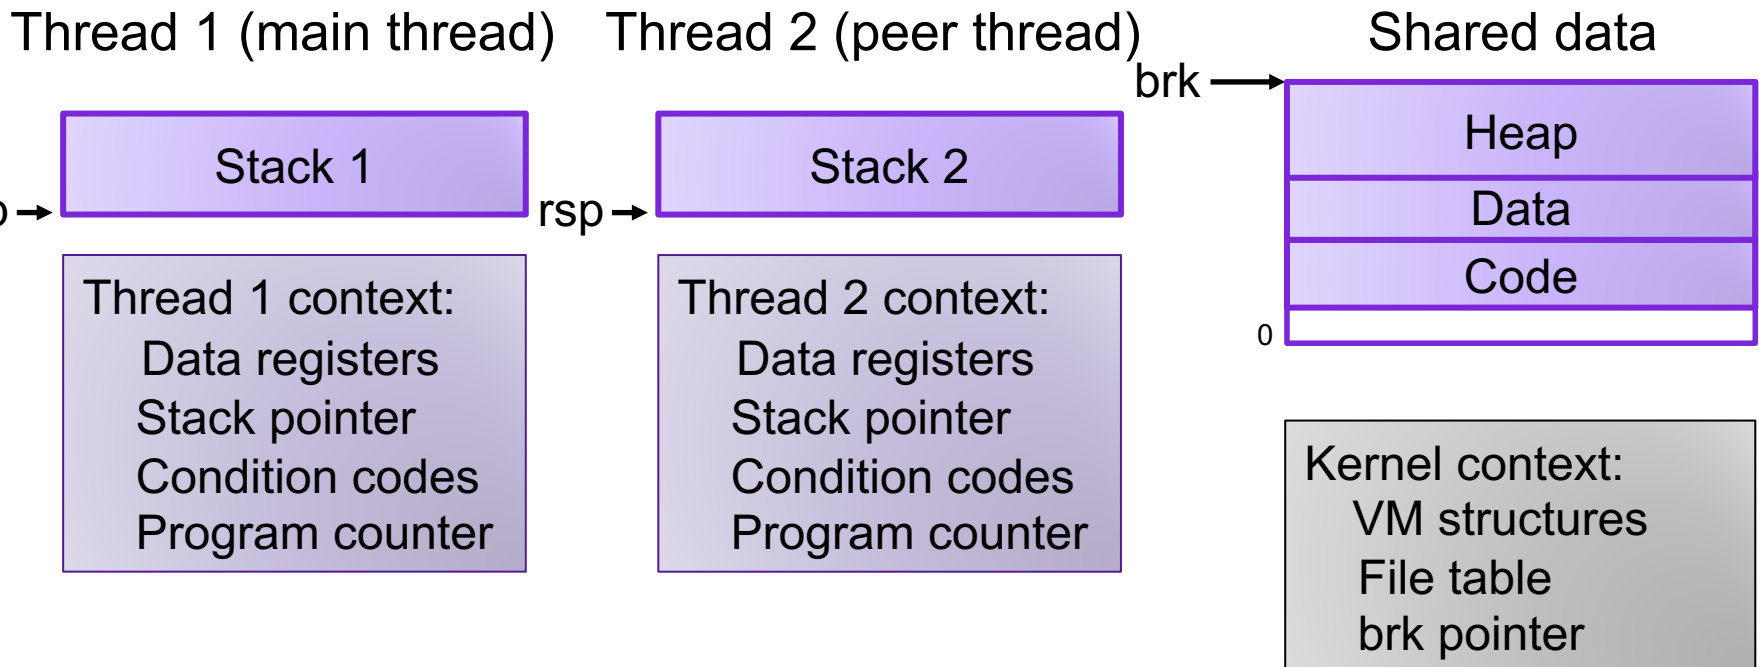 Thread 1 (main thread)
Stack 1
Thread 1 context:
Data registers
Stack pointer
Condition codes
Program counter
Thread 2 (peer thread)
Stack 2
rsp
Thread 2 context:
Data registers
Stack pointer
Condition codes
Program counter
Shared data
brk
Heap
Data
Code
0
Kernel context:
VM structures
File table
brk pointer